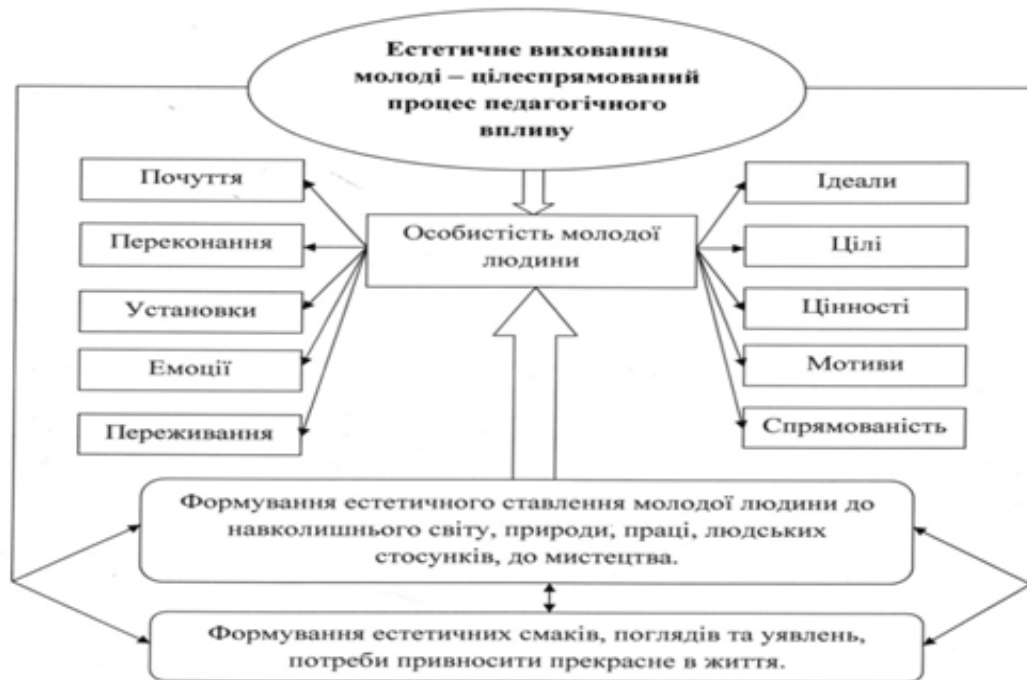 Естетичне виховання
молоді – цілеспрямований
процес педагогічного
впливу
Почуття
Переконання
Установки
Емоції
Переживання
Особистість молодої
людини
Ідеали
Цілі
Цінності
Мотиви
Спрямованість
Формування естетичного ставлення молодої людини до
навколишнього світу, природи, праці, людських
стосунків, до мистецтва.
Формування естетичних смаків, поглядів та уявлень,
потреби привносити прекрасне в життя.